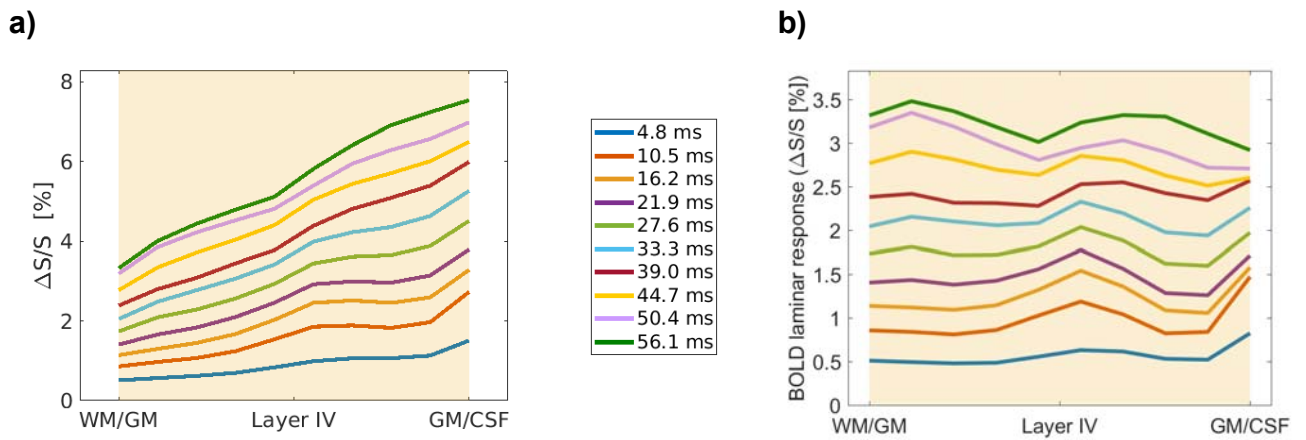 a)
ΔS/S [%]
8
6
4
2
0
WM/GM
Layer IV
GM/CSF
4.8 ms
10.5 ms
16.2 ms
21.9 ms
27.6 ms
33.3 ms
39.0 ms
44.7 ms
50.4 ms
56.1 ms
b)
BOLD laminar response (ΔS/S [%])
3.5
3
2.5
2
1.5
1
0.5
0
WM/GM
Layer IV
GM/CSF